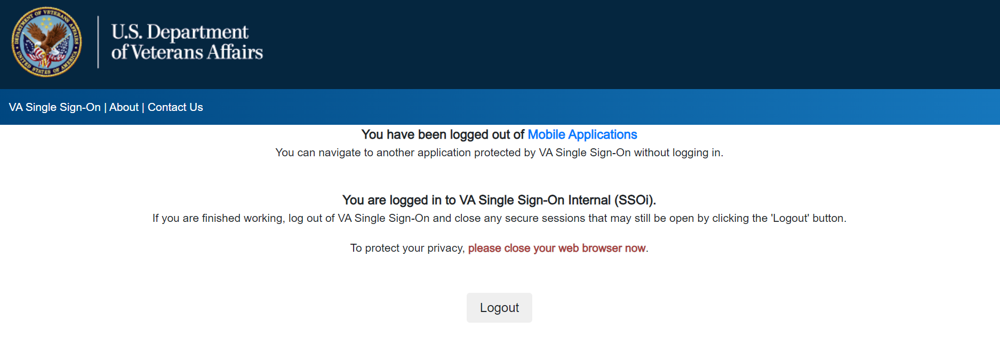 DEPARTMENT OF VETERANS AFFAIRS
UNITED STATES OF AMERICA
U.S. Department
of Veterans Affairs
VA Single Sign-On | About | Contact Us
You have been logged out of Mobile Applications
You can navigate to another application protected by VA Single Sign-On without logging in.
You are logged in to VA Single Sign-On Internal (SSOi).
If you are finished working, log out of VA Single Sign-On and close any secure sessions that may still be open by clicking the 'Logout' button.
To protect your privacy, please close your web browser now.
Logout